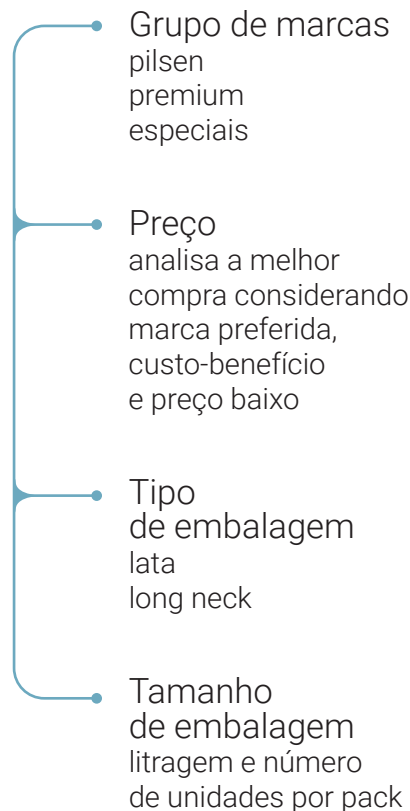 Grupo de marcas
pilsen
premium
especiais
Preço
analisa a melhor
compra considerando
marca preferida,
custo-benefício
e preço baixo
Tipo
de embalagem
lata
long neck
Tamanho
de embalagem
litragem e número
de unidades por pack